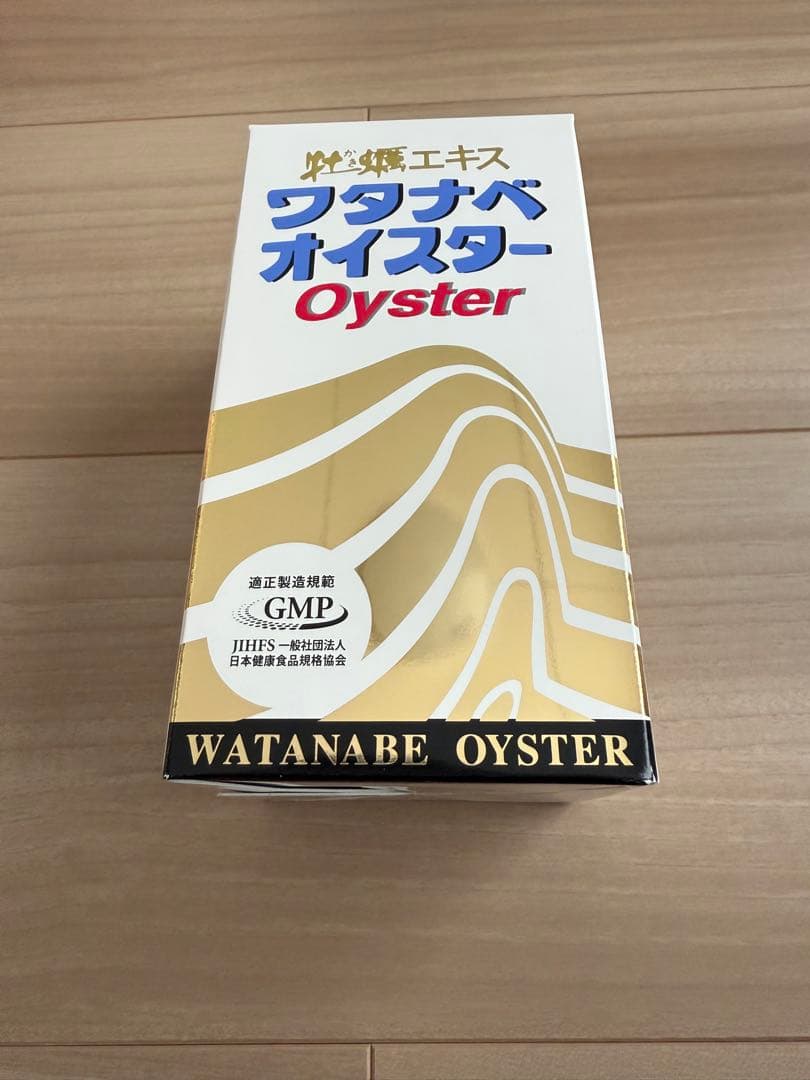 牡蠣エキス
かき
ワタナベ
オイスター
Oyster
適正製造規範
GMP
JIHFS 一般社団法人
日本健康食品規格協会
WATANABE OYSTER